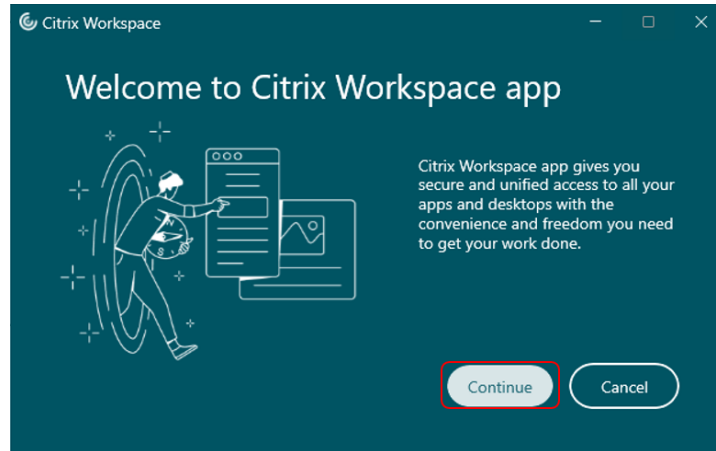 Citrix Workspace
Welcome to Citrix Workspace app
Citrix Workspace app gives you
secure and unified access to all your
apps and desktops with the
convenience and freedom you need
to get your work done.
N
S
Continue
Cancel